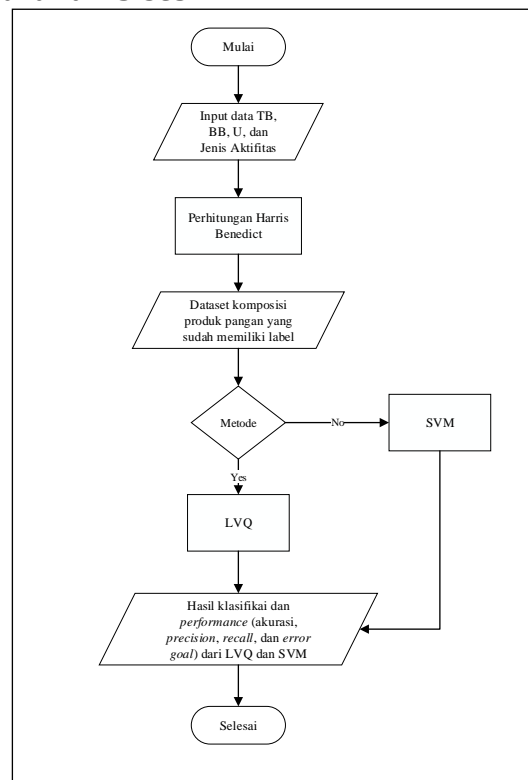 Mulai
Input data TB,
BB, U, dan
Jenis Aktifitas
Perhitungan Harris
Benedict
Dataset komposisi
produk pangan yang
sudah memiliki label
Metode
No
SVM
Yes
LVQ
Hasil klasifikai dan
performance (akurasi,
precision, recall, dan error
goal) dari LVQ dan SVM
Selesai